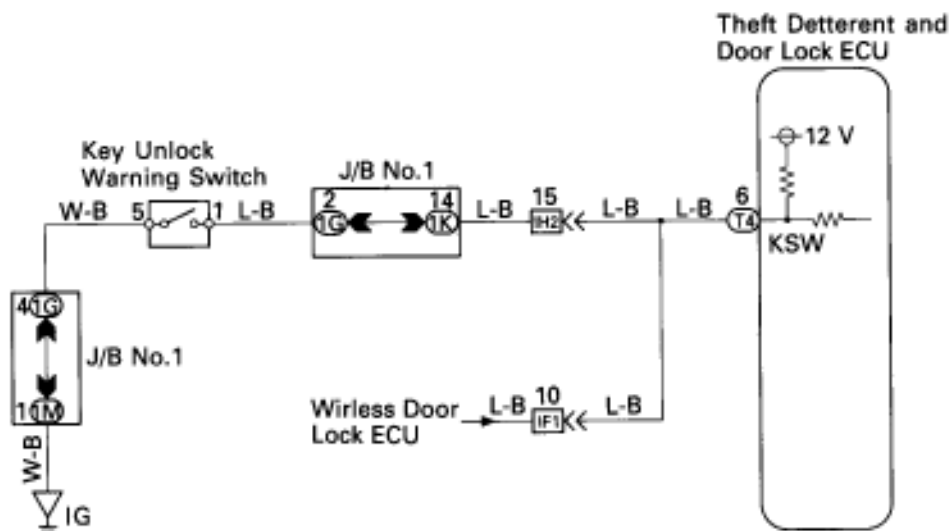 Theft Detterent and
Door Lock ECU
12 V
Key Unlock
Warning Switch
J/B No.1
W-B
5
1
L-B
2
1G
14
1K
L-B
15
IH2
L-B
L-B
6
T4
KSW
4
1G
J/B No.1
1
1M
W-B
IG
Wirless Door
Lock ECU
L-B
10
IF1
L-B